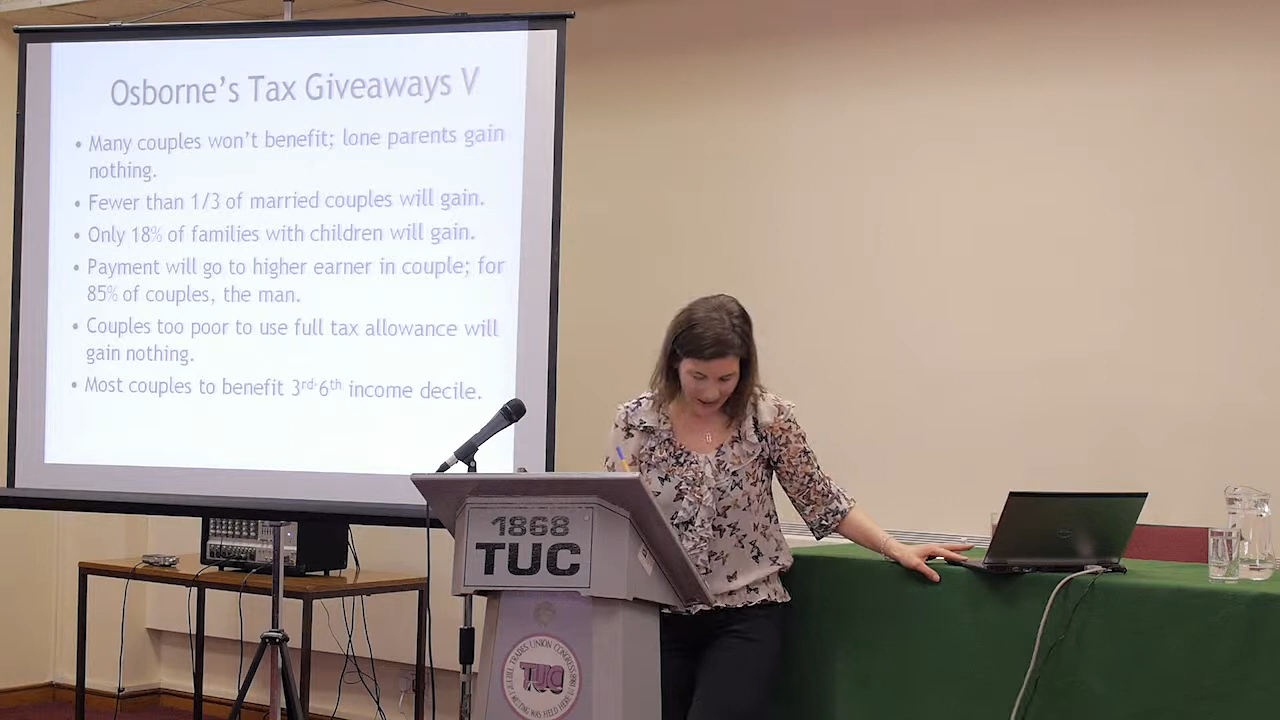 Osborne's Tax Giveaways V
• Many couples won't benefit; lone parents gain
nothing.
• Fewer than 1/3 of married couples will gain.
• Only 18% of families with children will gain.
• Payment will go to higher earner in couple; for
85% of couples, the man.
• Couples too poor to use full tax allowance will
gain nothing.
• Most couples to benefit 3rd-6th income decile.
1868
TUC
TRADES UNION CONGRESS
TUC